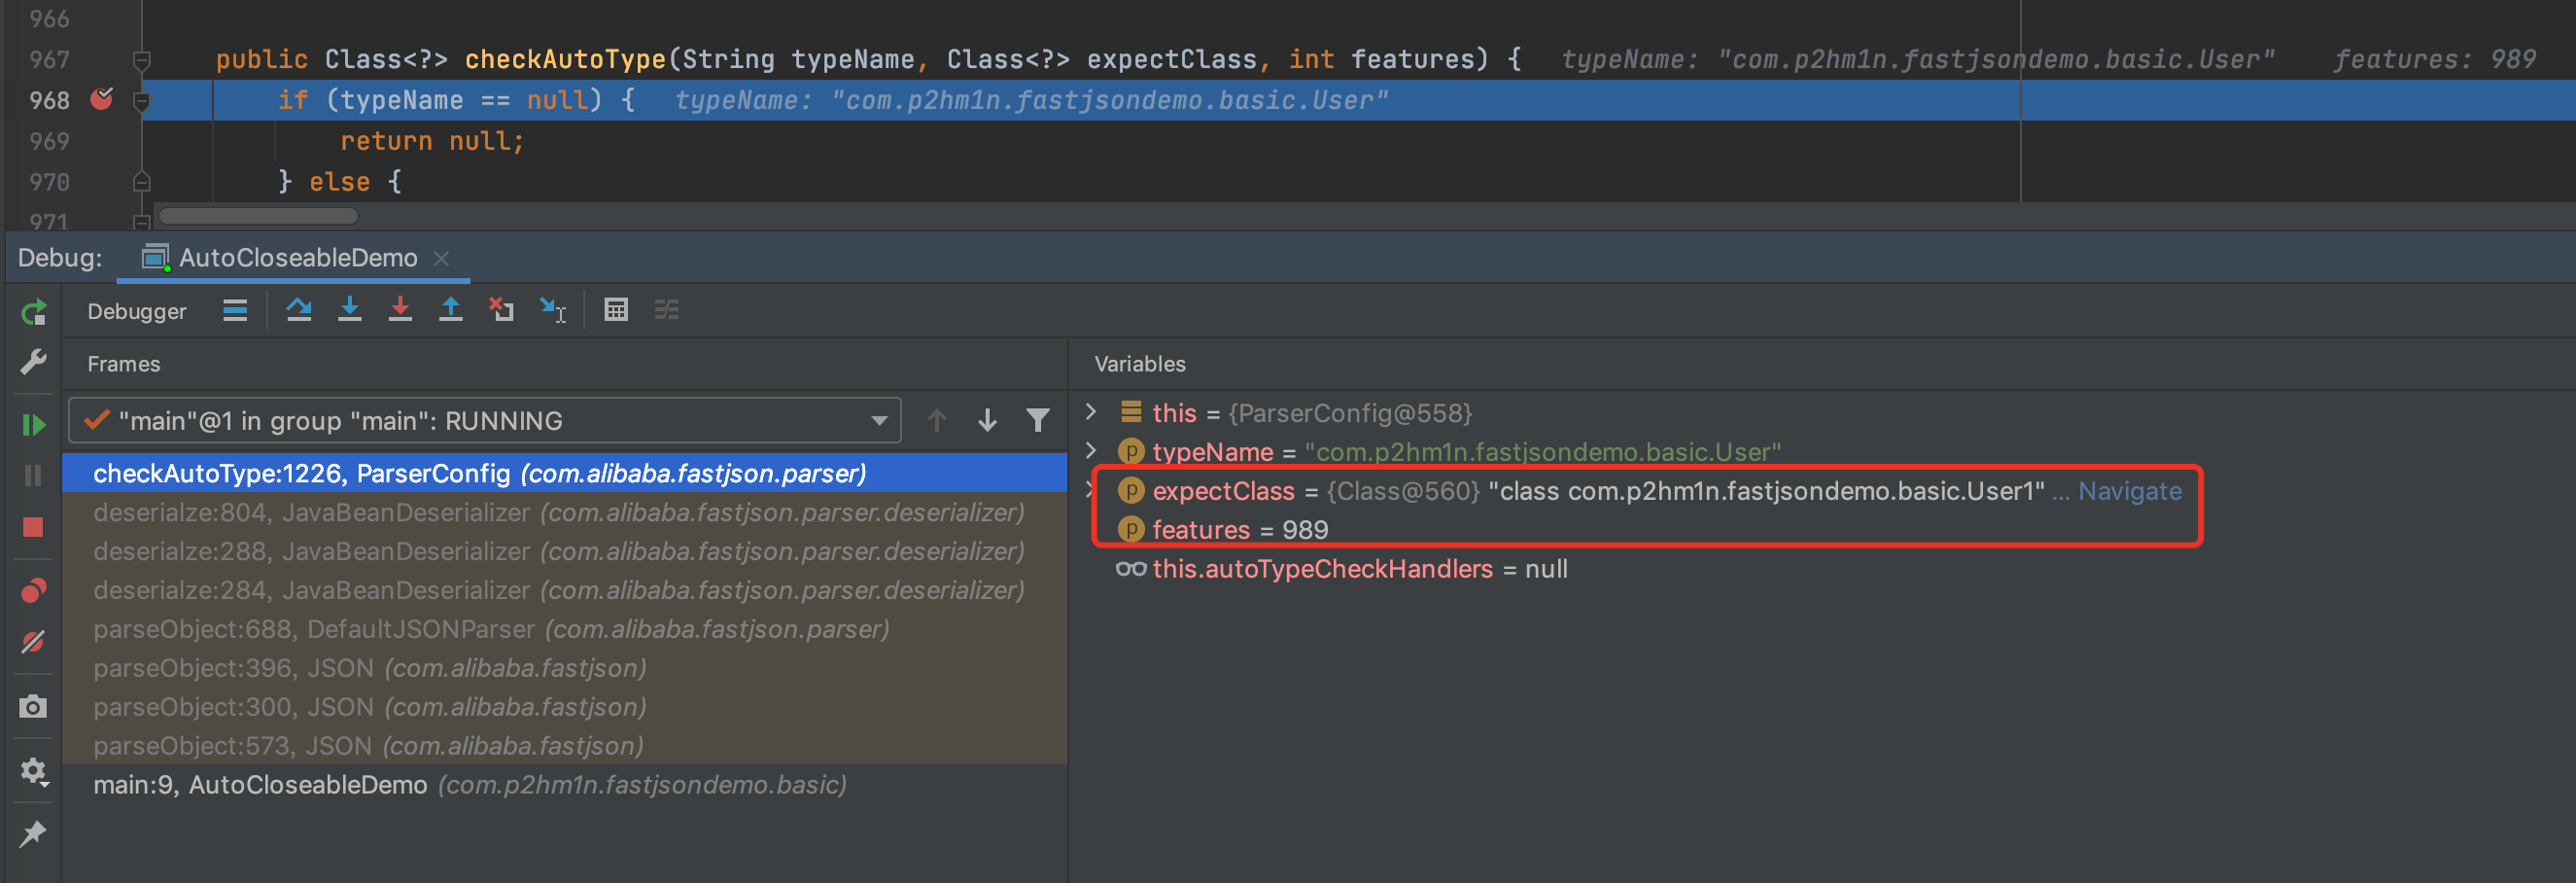 966
967 public Class<?> checkAutoType(String typeName, Class<?> expectClass, int features) { typeName: "com.p2hm1n.fastjsondemo.basic.User" features: 989
968 if (typeName == null) { typeName: "com.p2hm1n.fastjsondemo.basic.User"
969 return null;
970 } else {
971
Debug: AutoCloseableDemo
Debugger
Frames
"main"@1 in group "main": RUNNING
checkAutoType:1226, ParserConfig (com.alibaba.fastjson.parser)
deserialze:804, JavaBeanDeserializer (com.alibaba.fastjson.parser.deserializer)
deserialze:288, JavaBeanDeserializer (com.alibaba.fastjson.parser.deserializer)
deserialze:284, JavaBeanDeserializer (com.alibaba.fastjson.parser.deserializer)
parseObject:688, DefaultJSONParser (com.alibaba.fastjson.parser)
parseObject:396, JSON (com.alibaba.fastjson)
parseObject:300, JSON (com.alibaba.fastjson)
parseObject:573, JSON (com.alibaba.fastjson)
main:9, AutoCloseableDemo (com.p2hm1n.fastjsondemo.basic)
Variables
this = {ParserConfig@558}
typeName = "com.p2hm1n.fastjsondemo.basic.User"
expectClass = {Class@560} "class com.p2hm1n.fastjsondemo.basic.User1" ... Navigate
features = 989
this.autoTypeCheckHandlers = null